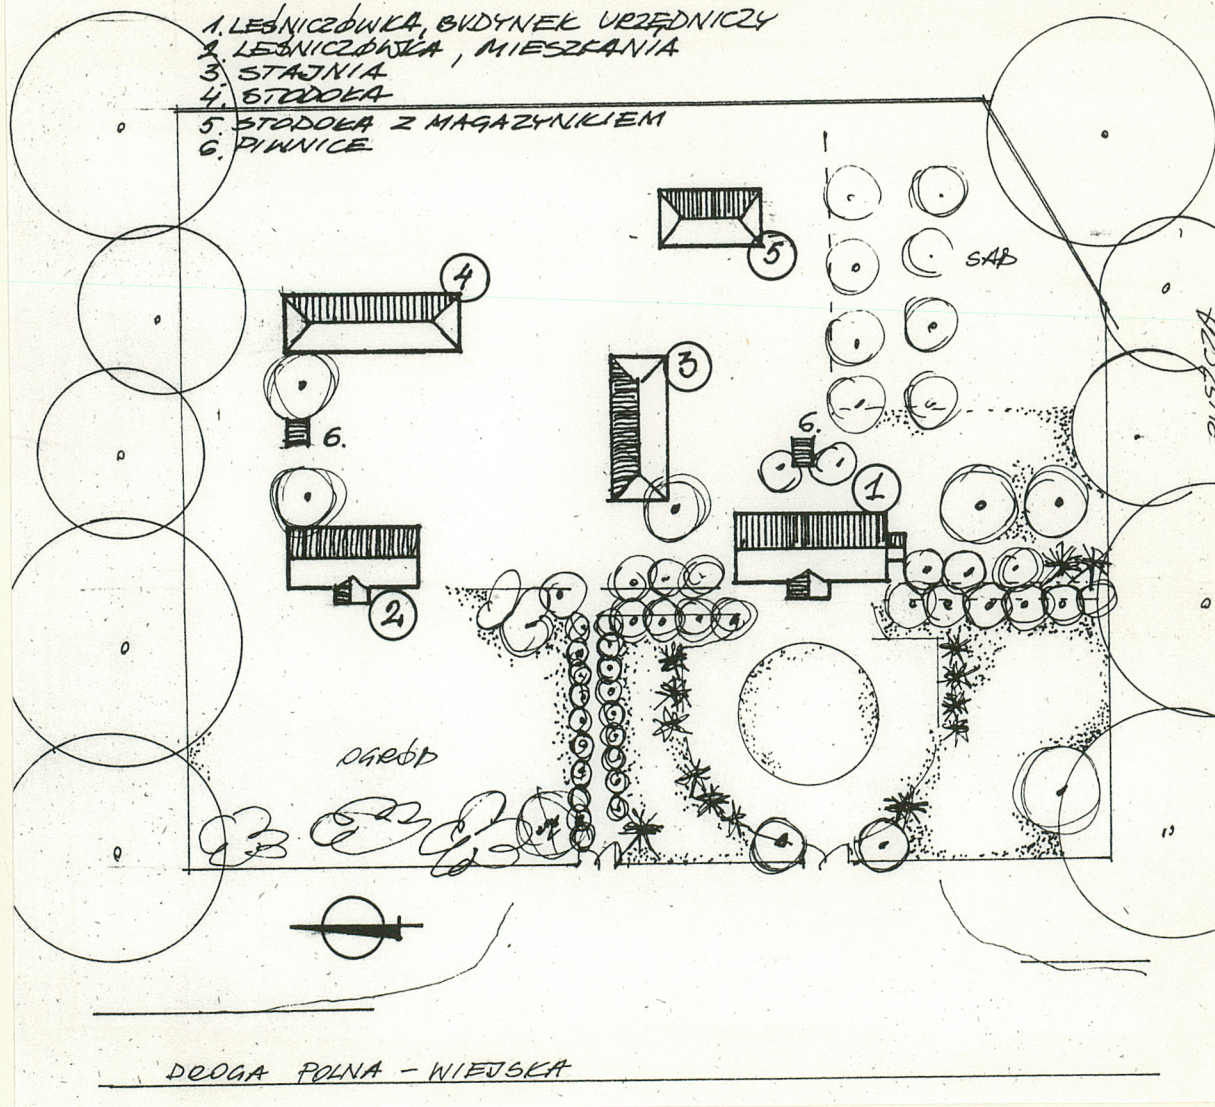 1. LEŚNICZÓWKA, BUDYNEK URZĘDNICZY
2. LEŚNICZÓWKA, MIESZKANIA
3. STAJNIA
4. STODOŁA
5. STODOŁA Z MAGAZYNKIEM
6. PIWNICE
5
4
SAD
PUSZCZA
3
6.
6.
1
2
OGRÓD
DROGA POLNA - WIEJSKA